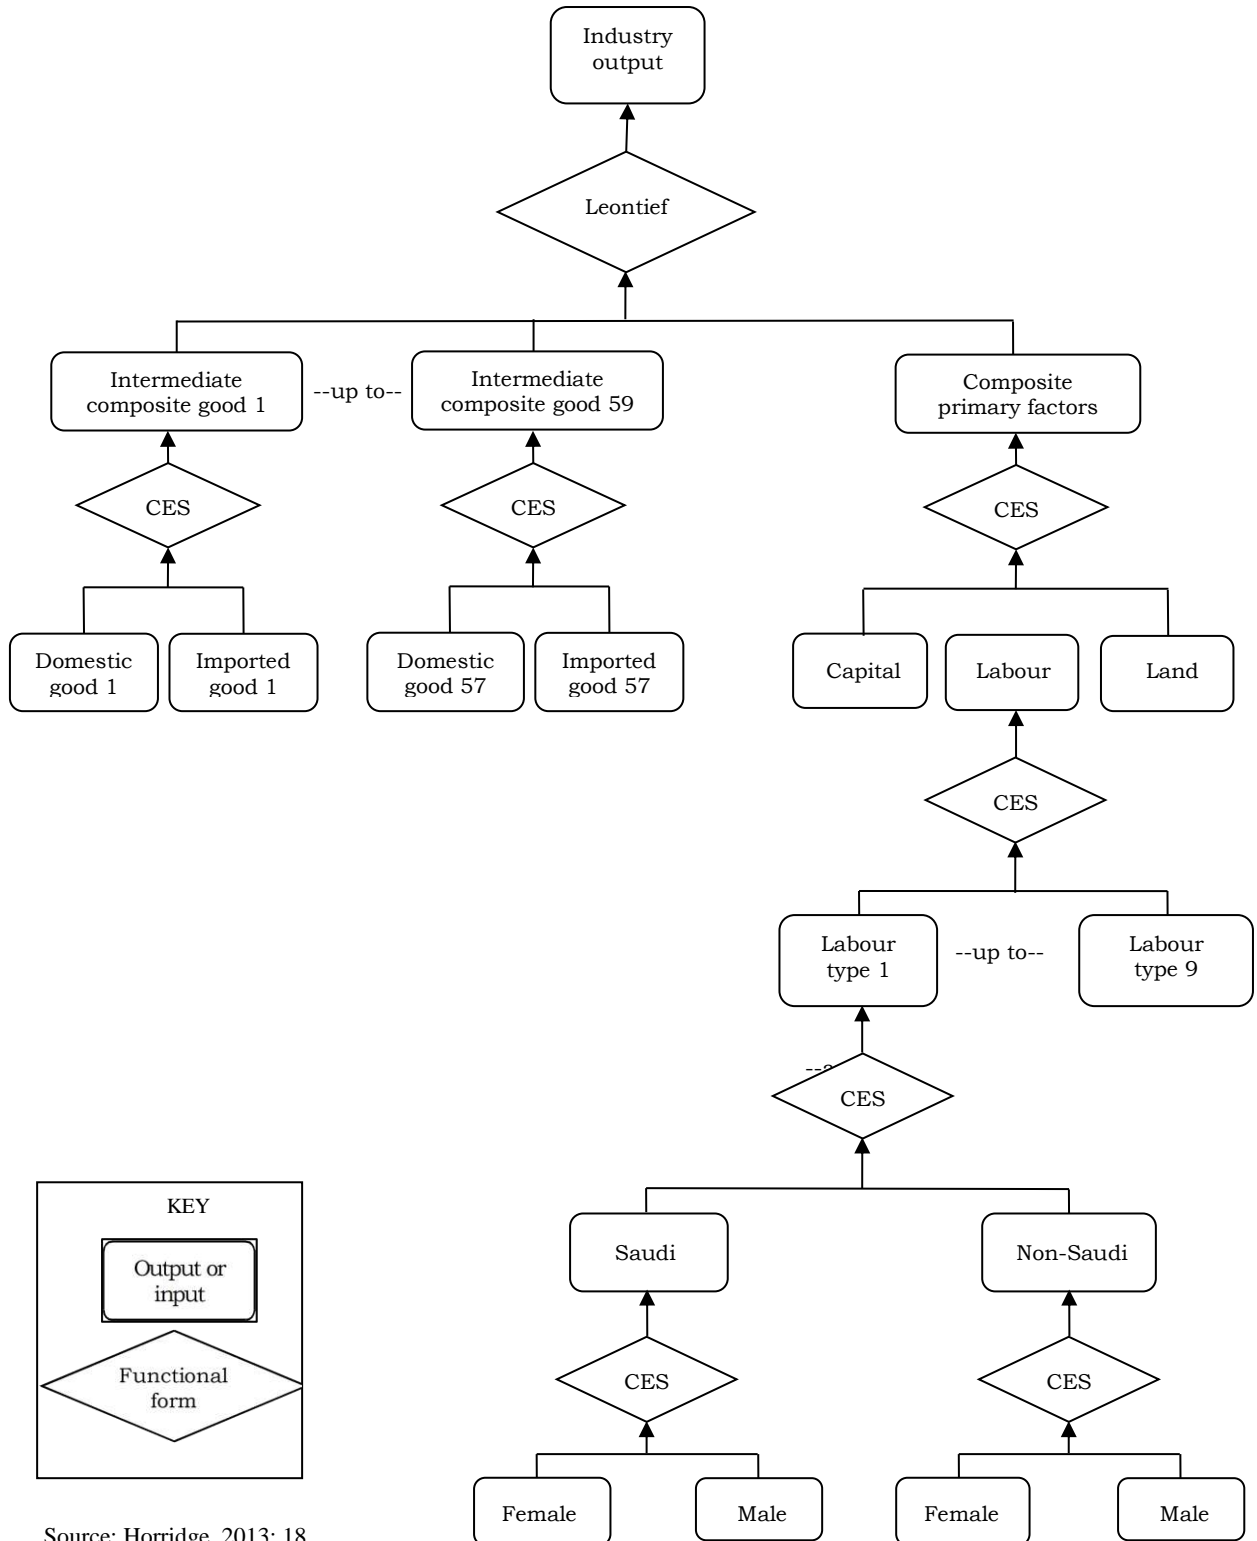 Industry
output
Leontief
Intermediate
composite good 1
--up to--
Intermediate
composite good 59
Composite
primary factors
CES
CES
CES
Domestic
good 1
Imported
good 1
Domestic
good 57
Imported
good 57
Capital
Labour
Land
CES
Labour
type 1
--up to--
Labour
type 9
CES
KEY
Output or
input
Functional
form
Saudi
Non-Saudi
CES
CES
Female
Male
Female
Male
Source: Horridge, 2013: 18